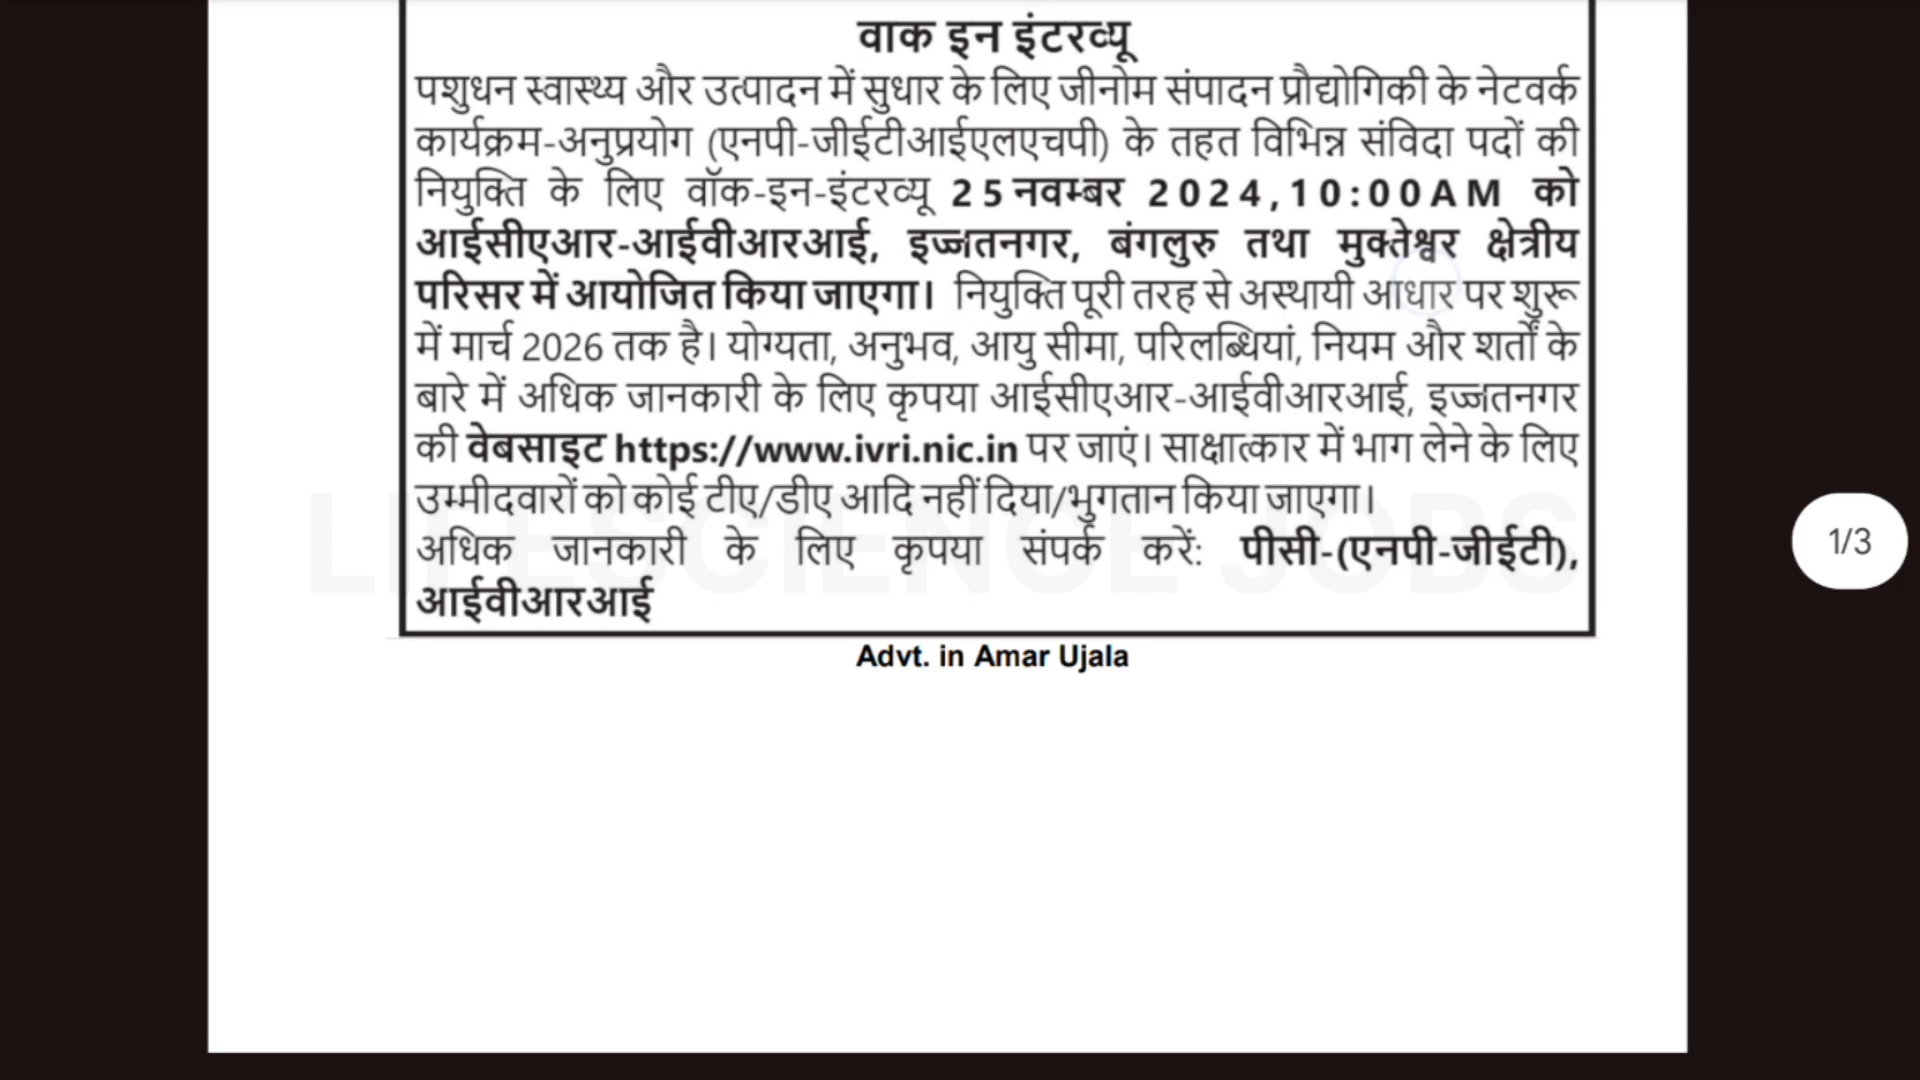 वाक इन इंटरव्यू
पशुधन स्वास्थ्य और उत्पादन में सुधार के लिए जीनोम संपादन प्रौद्योगिकी के नेटवर्क
कार्यक्रम-अनुप्रयोग (एनपी-जीईटीआईएलएचपी) के तहत विभिन्न संविदा पदों की
नियुक्ति के लिए वॉक-इन-इंटरव्यू 25 नवम्बर 2024,10:00AM को
आईसीएआर-आईवीआरआई, इज्जतनगर, बंगलुरु तथा मुक्तेश्वर क्षेत्रीय
परिसर में आयोजित किया जाएगा। नियुक्ति पूरी तरह से अस्थायी आधार पर शुरू
में मार्च 2026 तक है। योग्यता, अनुभव, आयु सीमा, परिलब्धियां, नियम और शर्तों के
बारे में अधिक जानकारी के लिए कृपया आईसीएआर-आईवीआरआई, इज्जतनगर
की वेबसाइट https://www.ivri.nic.in पर जाएं। साक्षात्कार में भाग लेने के लिए
उम्मीदवारों को कोई टीए/डीए आदि नहीं दिया/भुगतान किया जाएगा।
LIFESCIENCE JOBS
अधिक जानकारी के लिए कृपया संपर्क करें: पीसी-(एनपी-जीईटी),
आईवीआरआई
Advt. in Amar Ujala
1/3